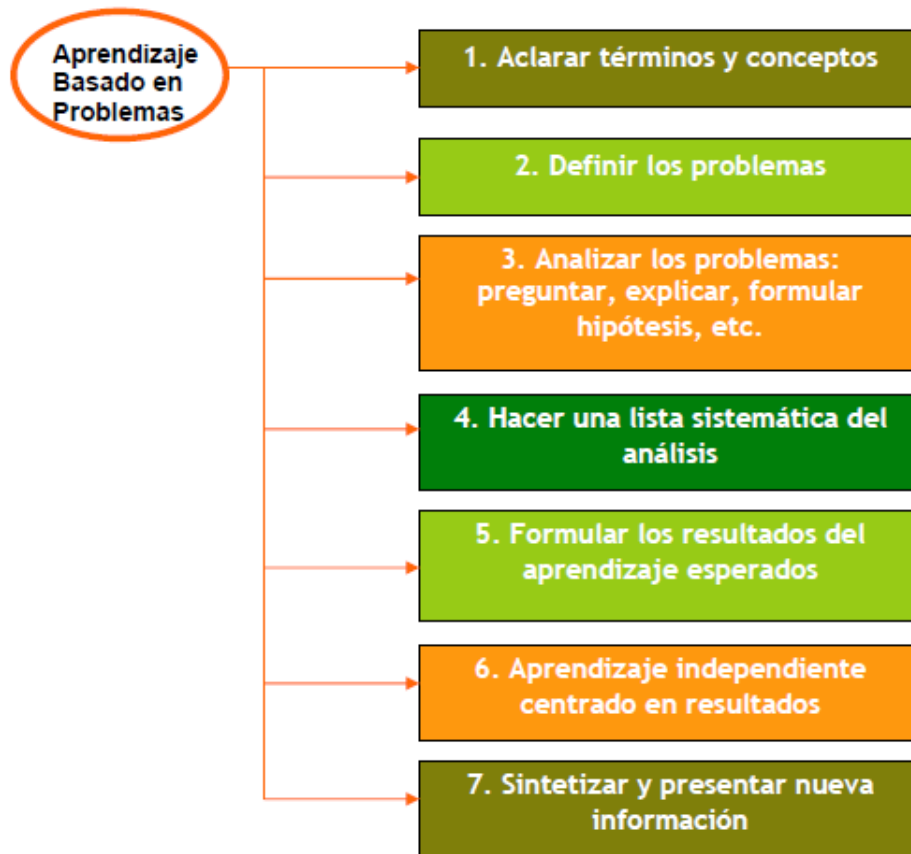 Aprendizaje
Basado en
Problemas
1. Aclarar términos y conceptos
2. Definir los problemas
3. Analizar los problemas:
preguntar, explicar, formular
hipótesis, etc.
4. Hacer una lista sistemática del
análisis
5. Formular los resultados del
aprendizaje esperados
6. Aprendizaje independiente
centrado en resultados
7. Sintetizar y presentar nueva
información